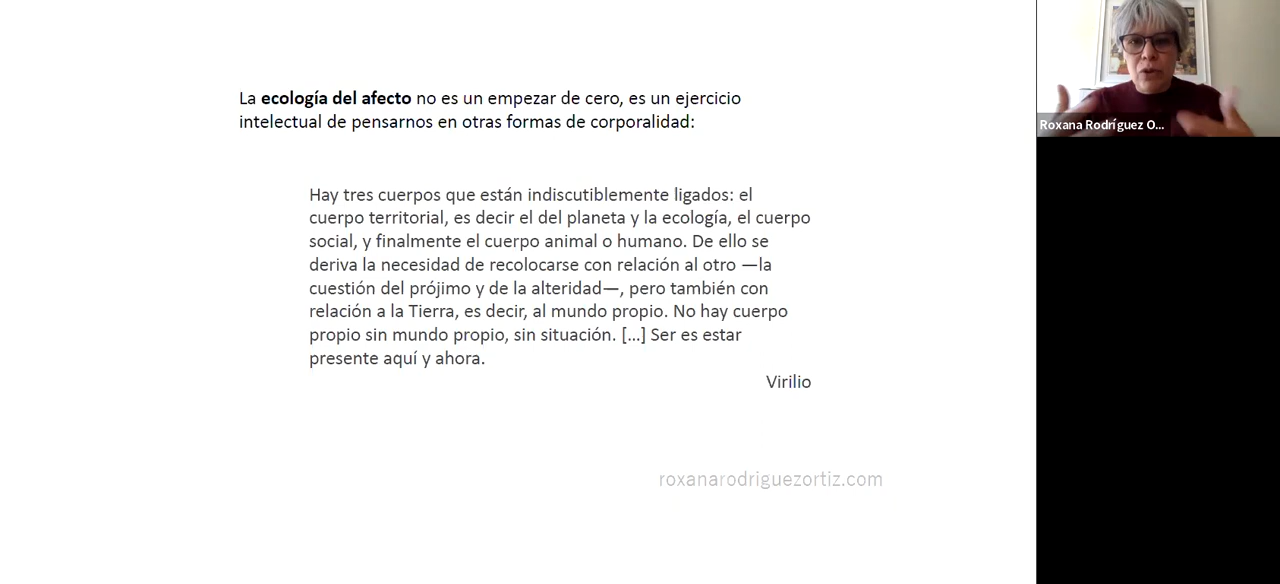 La ecología del afecto no es un empezar de cero, es un ejercicio
intelectual de pensarnos en otras formas de corporalidad:
Hay tres cuerpos que están indiscutiblemente ligados: el
cuerpo territorial, es decir el del planeta y la ecología, el cuerpo
social, y finalmente el cuerpo animal o humano. De ello se
deriva la necesidad de recolocarse con relación al otro —la
cuestión del prójimo y de la alteridad—, pero también con
relación a la Tierra, es decir, al mundo propio. No hay cuerpo
propio sin mundo propio, sin situación. [...] Ser es estar
presente aquí y ahora.
Virilio
roxanarodriguezortiz.com
Roxana Rodríguez O...